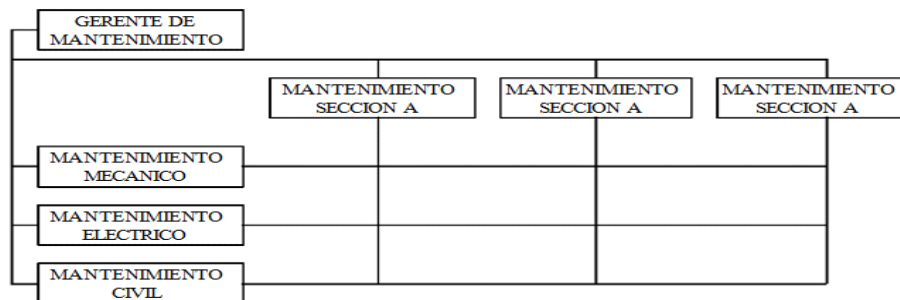 GERENTE DE
MANTENIMIENTO
MANTENIMIENTO
SECCION A
MANTENIMIENTO
SECCION A
MANTENIMIENTO
SECCION A
MANTENIMIENTO
MECANICO
MANTENIMIENTO
ELECTRICO
MANTENIMIENTO
CIVIL